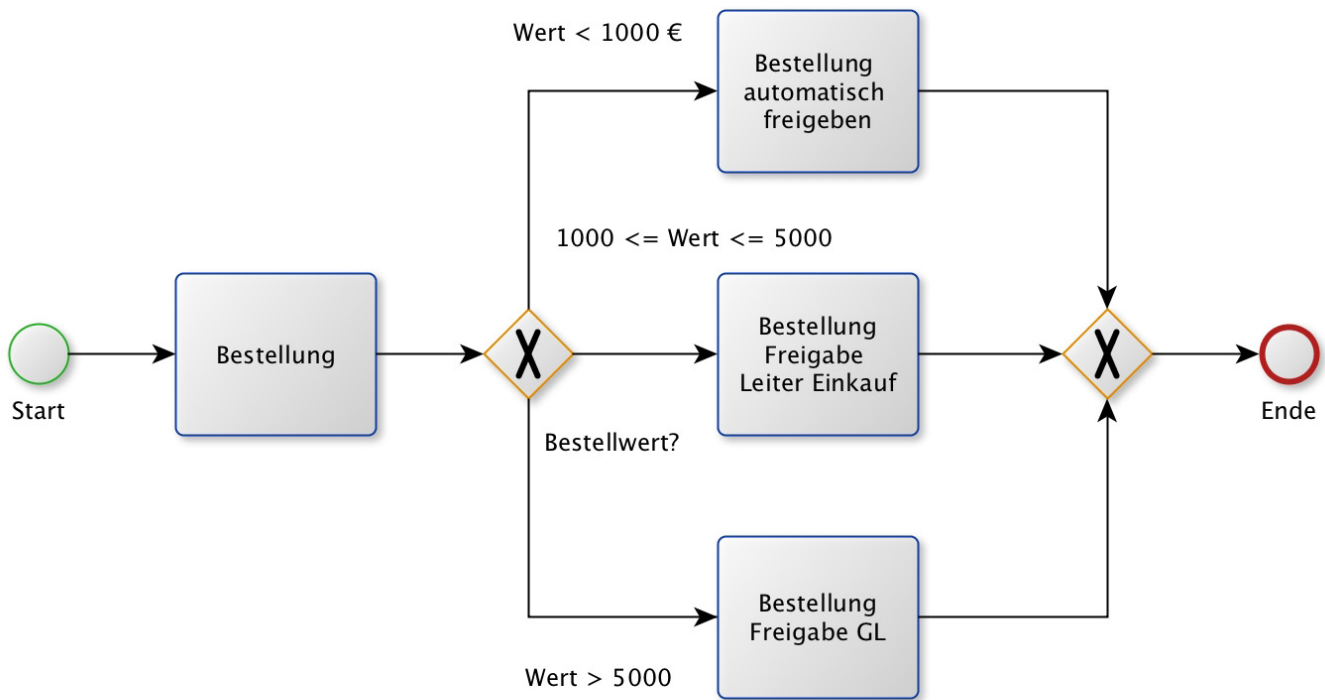 Wert < 1000 €
Bestellung
automatisch
freigeben
1000 <= Wert <= 5000
Start
Bestellung
X
Bestellwert?
Bestellung
Freigabe
Leiter Einkauf
X
Ende
Bestellung
Freigabe GL
Wert > 5000